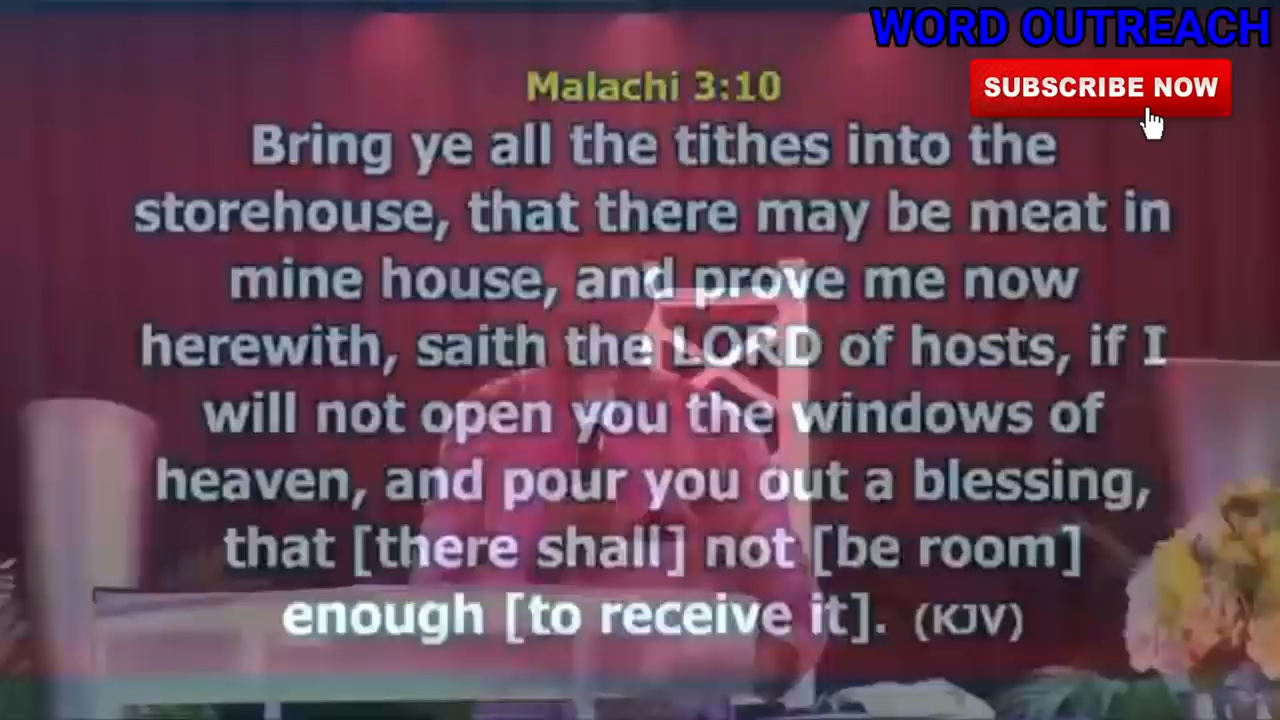 WORD OUTREACH
SUBSCRIBE NOW
Malachi 3:10
Bring ye all the tithes into the
storehouse, that there may be meat in
mine house, and prove me now
herewith, saith the LORD of hosts, if I
will not open you the windows of
heaven, and pour you out a blessing,
that [there shall] not [be room]
enough [to receive it]. (KJV)